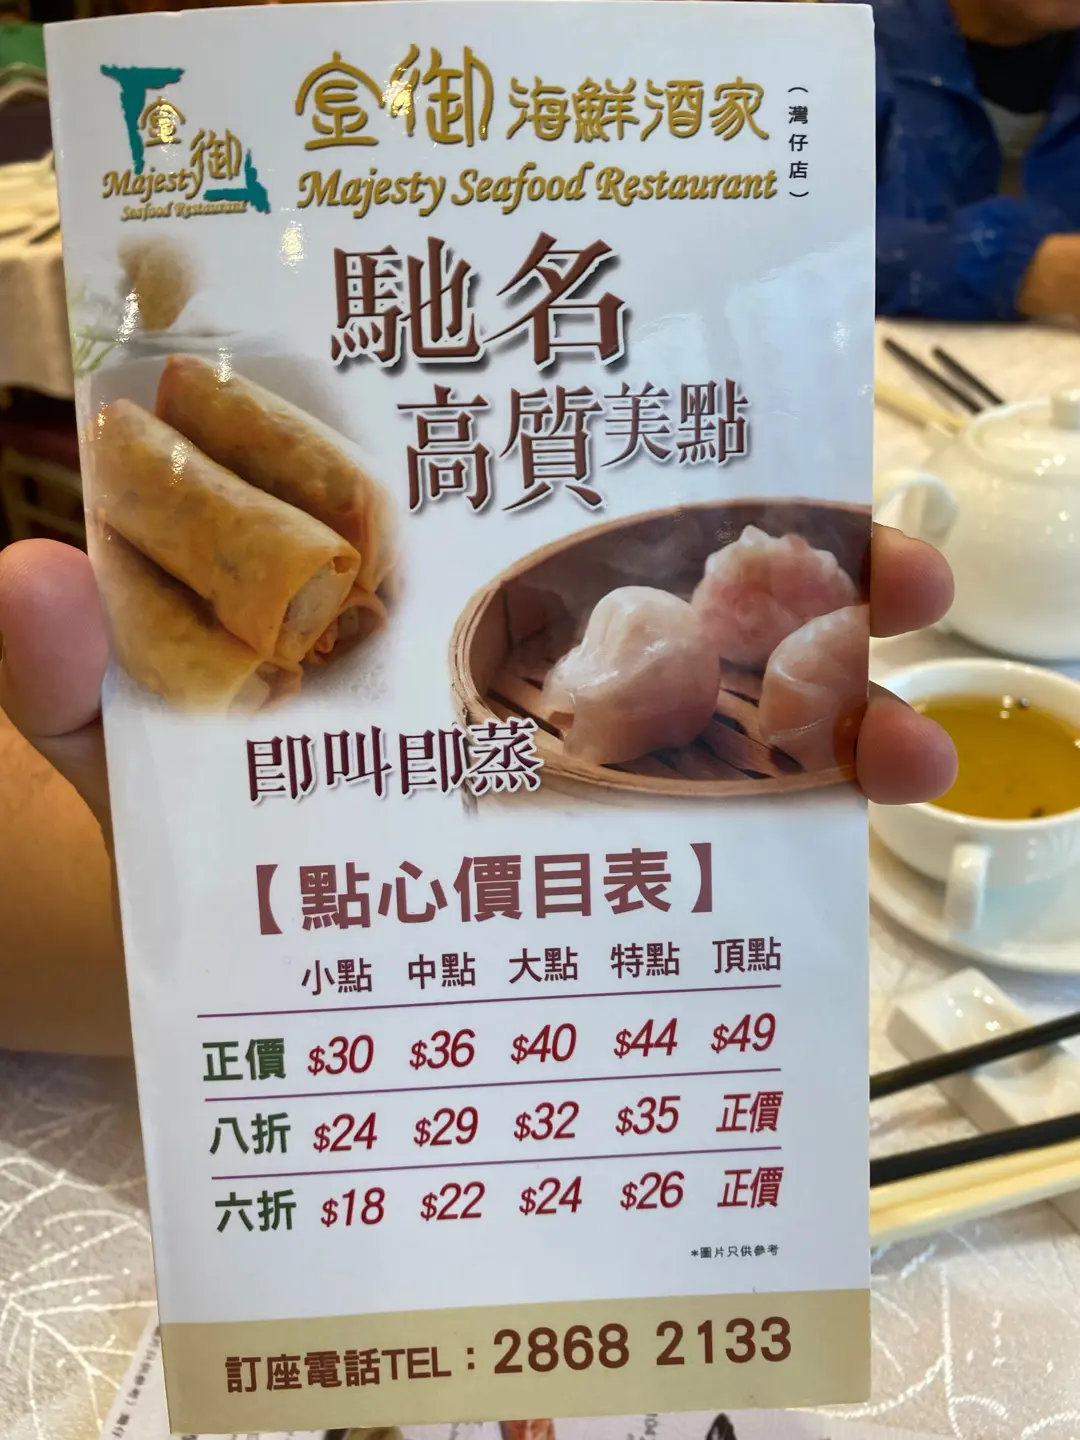 金御
Majesty
Seafood Restaurant
金御海鮮酒家
(灣仔店)
Majesty Seafood Restaurant
馳名
高質美點
即叫即蒸
【點心價目表】
小點 中點 大點 特點 頂點
正價 $30 $36 $40 $44 $49
八折 $24 $29 $32 $35 正價
六折 $18 $22 $24 $26 正價
*圖片只供參考
訂座電話TEL：2868 2133